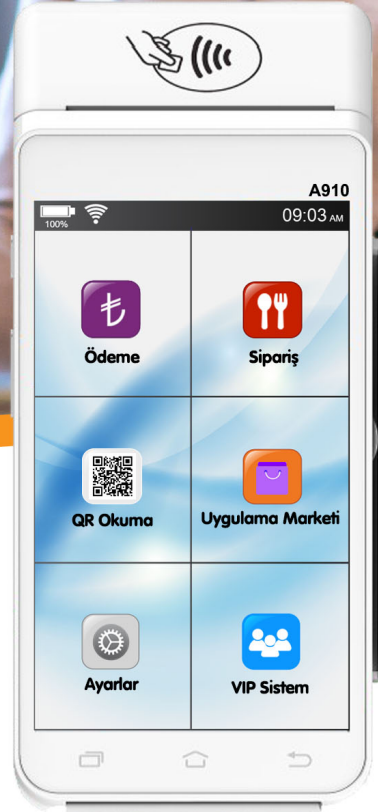 A910
100%
09:03 AM
Ödeme
Sipariş
QR Okuma
Uygulama Marketi
Ayarlar
VIP Sistem